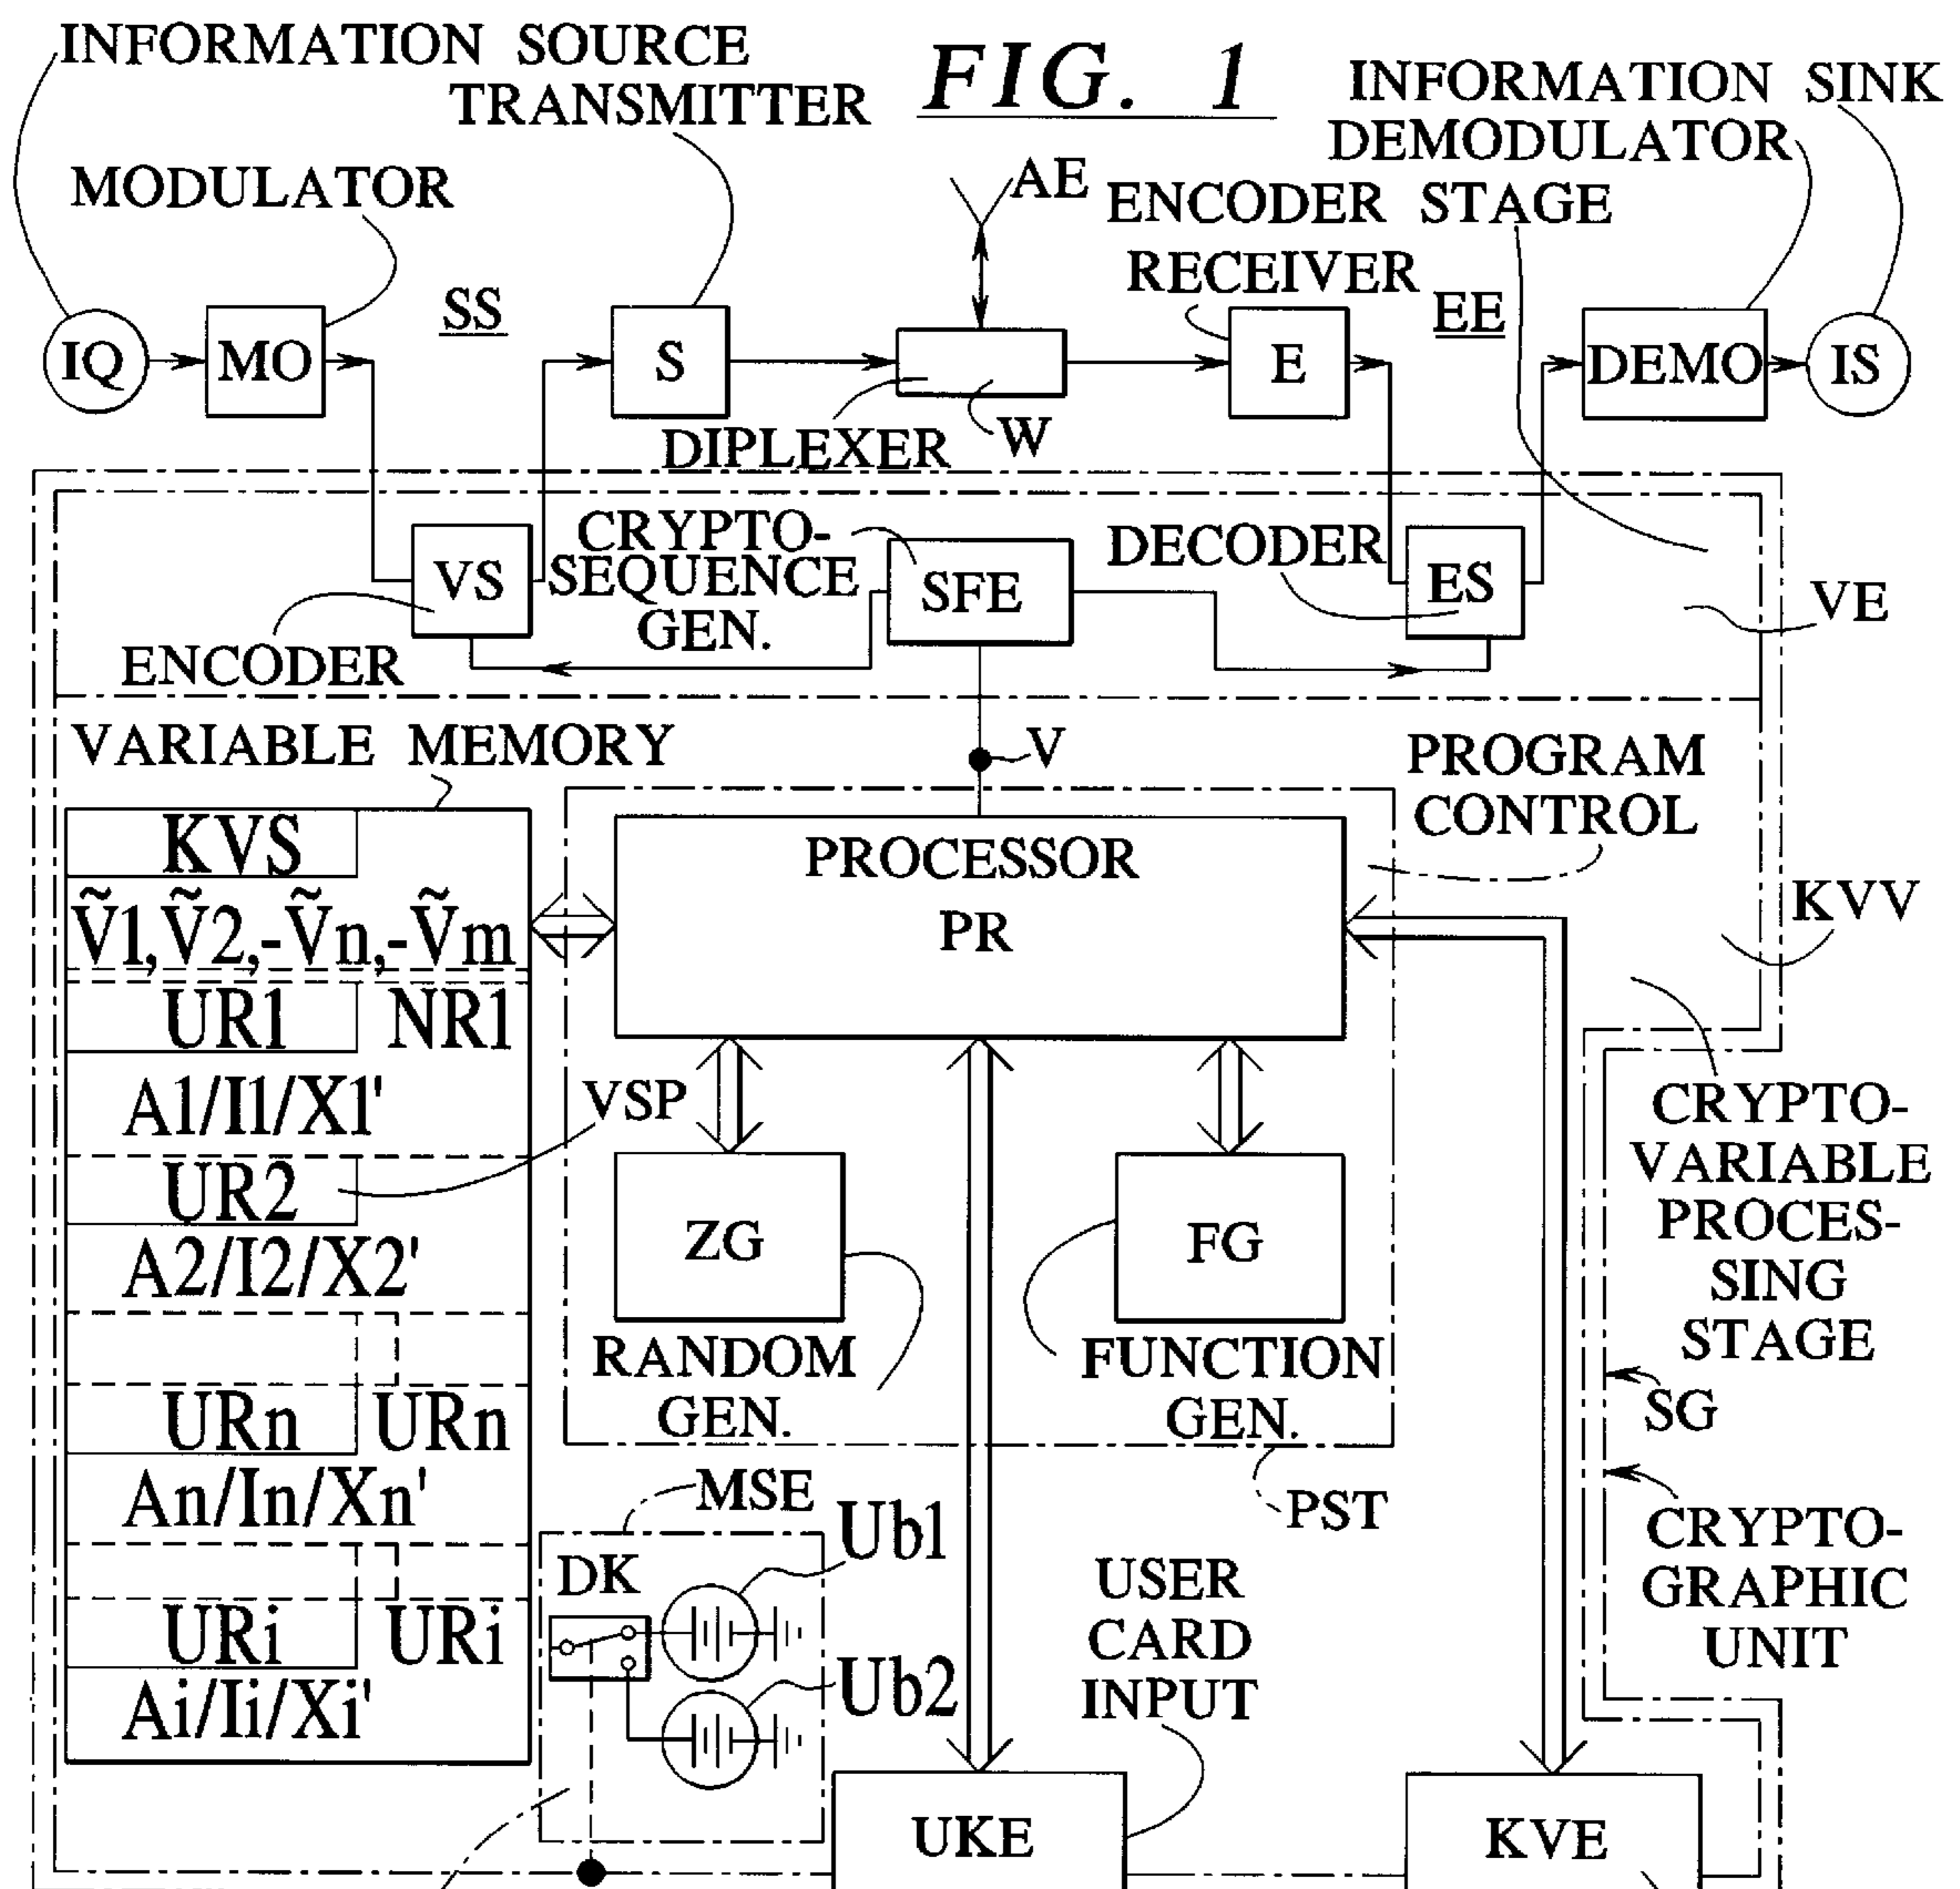 INFORMATION SOURCE
TRANSMITTER
FIG. 1
INFORMATION SINK
DEMODULATOR
MODULATOR
AE
ENCODER STAGE
RECEIVER
SS
EE
IQ
MO
S
E
DEMO
IS
DIPLEXER
W
CRYPTO-
SEQUENCE
GEN.
VS
SFE
DECODER
ES
VE
ENCODER
VARIABLE MEMORY
V
PROGRAM
CONTROL
KVS
Ṽ1,Ṽ2,-Ṽn,-Ṽm
UR1 NR1
A1/I1/X1'
UR2
A2/I2/X2'
URn URn
An/In/Xn'
URi URi
Ai/Ii/Xi'
PROCESSOR
PR
KVV
VSP
ZG
FG
RANDOM
GEN.
FUNCTION
GEN.
CRYPTO-
VARIABLE
PROCES-
SING
STAGE
SG
MSE
PST
CRYPTO-
GRAPHIC
UNIT
DK
Ub1
Ub2
USER
CARD
INPUT
UKE
KVE